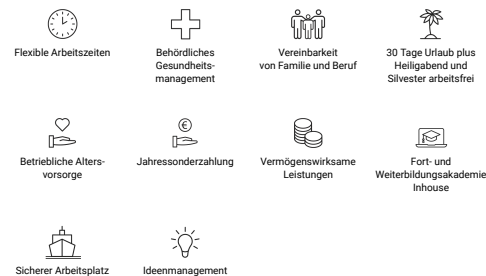 Flexible Arbeitszeiten
Behördliches
Gesundheits-
management
Vereinbarkeit
von Familie und Beruf
30 Tage Urlaub plus
Heiligabend und
Silvester arbeitsfrei
Betriebliche Alters-
vorsorge
Jahressonderzahlung
Vermögenswirksame
Leistungen
Fort- und
Weiterbildungsakademie
Inhouse
Sicherer Arbeitsplatz
Ideenmanagement